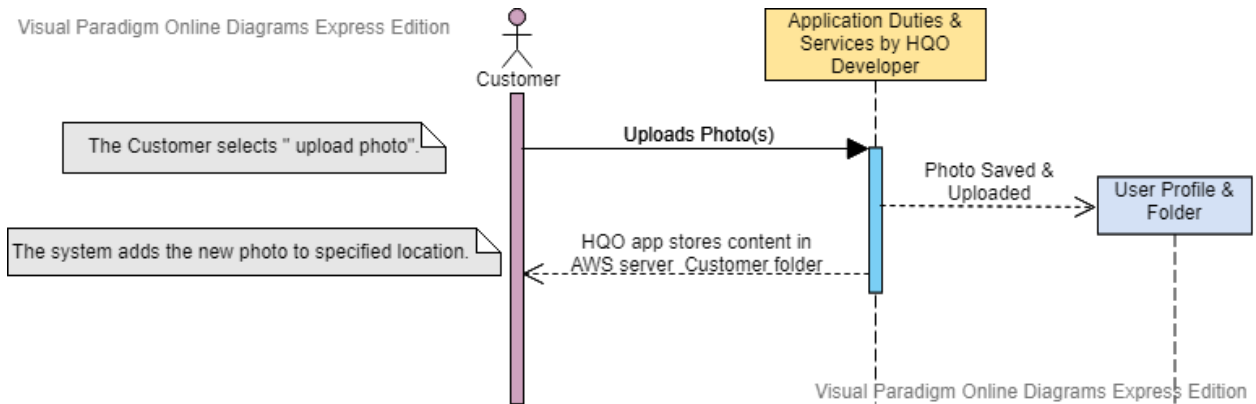 Visual Paradigm Online Diagrams Express Edition
Customer
Application Duties &
Services by HQO
Developer
The Customer selects " upload photo".
Uploads Photo(s)
Photo Saved &
Uploaded
User Profile &
Folder
The system adds the new photo to specified location.
HQO app stores content in
AWS server Customer folder
Visual Paradigm Online Diagrams Express Edition